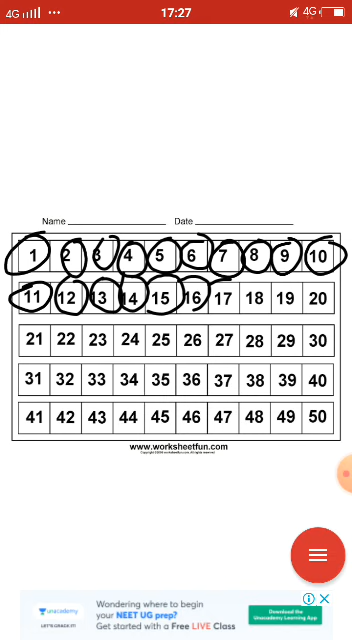 4G 17:27 4G
Name Date
1 2 3 4 5 6 7 8 9 10
11 12 13 14 15 16 17 18 19 20
21 22 23 24 25 26 27 28 29 30
31 32 33 34 35 36 37 38 39 40
41 42 43 44 45 46 47 48 49 50
www.worksheetfun.com
unacademy
LET'S CRACK IT!
Wondering where to begin
your NEET UG prep?
Get started with a Free LIVE Class
Download the
Unacademy Learning App